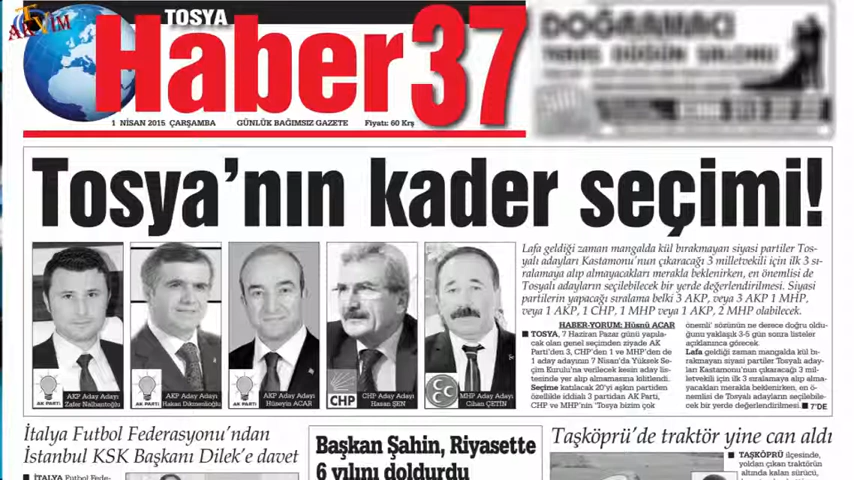 TAKVİM
TOSYA
Haber37
1 NİSAN 2015 ÇARŞAMBA GÜNLÜK BAĞIMSIZ GAZETE Fiyatı: 60 Krş
DOĞRAMACI
Tosya'nın kader seçimi!
Lafa geldiği zaman mangalda kül bırakmayan siyasi partiler Tos-
yalı adayları Kastamonu'nun çıkaracağı 3 milletvekili için ilk 3 sı-
ralamaya alıp almayacakları merakla beklenirken, en önemlisi de
Tosyalı adayların seçilebilecek bir yerde değerlendirilmesi. Siyasi
partilerin yapacağı sıralama belki 3 AKP, veya 3 AKP 1 MHP,
veya 1 AKP, 1 CHP, 1 MHP veya 1 AKP, 2 MHP olabilecek.
AK PARTİ
AKP Aday Adayı
Zafer Nalbantoğlu
AK PARTİ
AKP Aday Adayı
Hakan Dikmenlioğlu
AK PARTİ
AKP Aday Adayı
Hüseyin ACAR
CHP
CHP Aday Adayı
Hasan ŞEN
MHP Aday Adayı
Cihan ÇETİN
HABER-YORUM: Hüsnü ACAR
TOSYA, 7 Haziran Pazar günü yapıla-
cak olan genel seçimden ziyade AK
Parti'den 3, CHP'den 1 ve MHP'den de
1 aday adayının 7 Nisan'da Yüksek Se-
çim Kurulu'na verilecek kesin aday lis-
tesinde yer alıp almamasına kilitlendi.
Seçime katılacak 20'yi aşkın partiden
özellikle iddialı 3 partidan AK Parti,
CHP ve MHP'nin 'Tosya bizim çok
önemli' sözünün ne derece doğru oldu-
ğunu yaklaşık 3-5 gün sonra listeler
açıklanınca görecek.
Lafa geldiği zaman mangalda kül bı-
rakmayan siyasi partiler Tosyalı aday-
ları Kastamonu'nun çıkaracağı 3 mil-
letvekili için ilk 3 sıralamaya alıp alma-
yacakları merakla beklenirken, en ö-
nemlisi de Tosyalı adayların seçilebile-
cek bir yerde değerlendirilmesi. 7'DE
İtalya Futbol Federasyonu'ndan
İstanbul KSK Başkanı Dilek'e davet
İTALYA Futbol Fede-
Başkan Şahin, Riyasette
6 yılını doldurdu
Taşköprü'de traktör yine can aldı
TAŞKÖPRÜ ilçesinde,
yoldan çıkan traktörün
altında kalan sürücü,